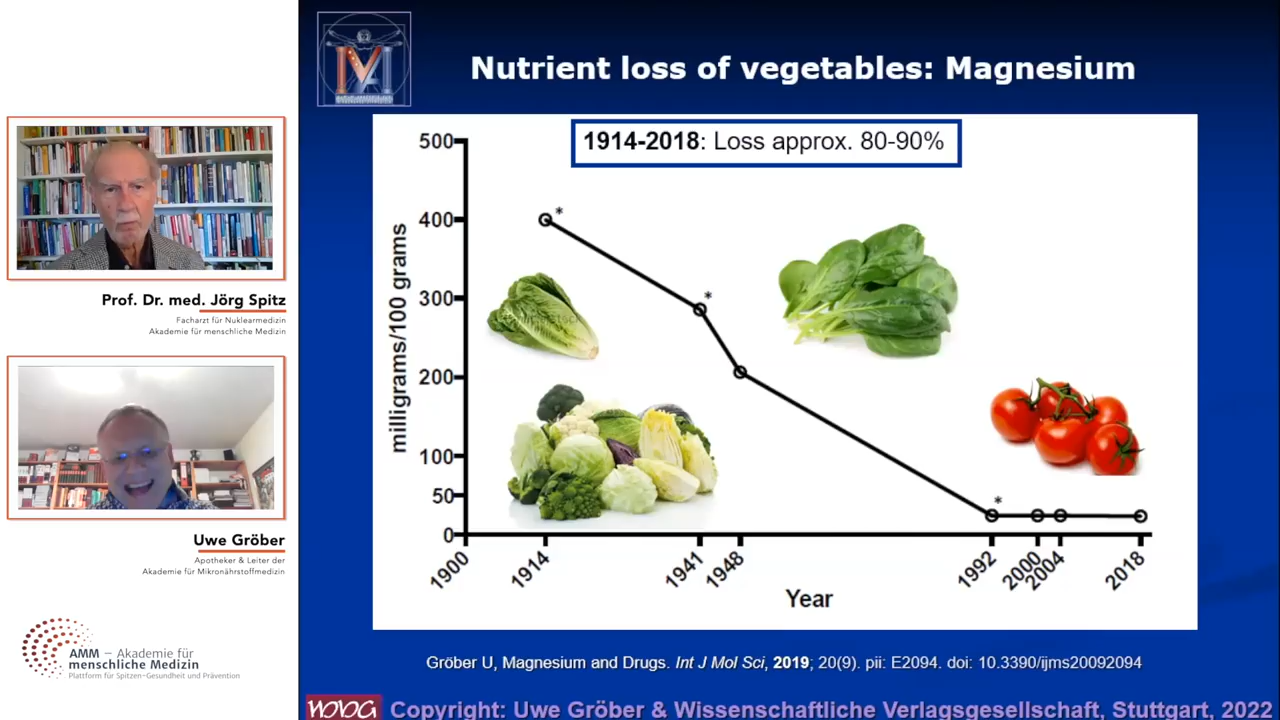 Nutrient loss of vegetables: Magnesium
1914-2018: Loss approx. 80-90%
500
400
300
200
100
50
0
milligrams/100 grams
*
*
*
1900
1914
1941
1948
1992
2000
2004
2018
Year
Gröber U, Magnesium and Drugs. Int J Mol Sci, 2019; 20(9). pii: E2094. doi: 10.3390/ijms20092094
WVG Copyright: Uwe Gröber & Wissenschaftliche Verlagsgesellschaft, Stuttgart, 2022
Prof. Dr. med. Jörg Spitz
Facharzt für Nuklearmedizin
Akademie für menschliche Medizin
Uwe Gröber
Apotheker & Leiter der
Akademie für Mikronährstoffmedizin
AMM – Akademie für
menschliche Medizin
Plattform für Spitzen-Gesundheit und Prävention